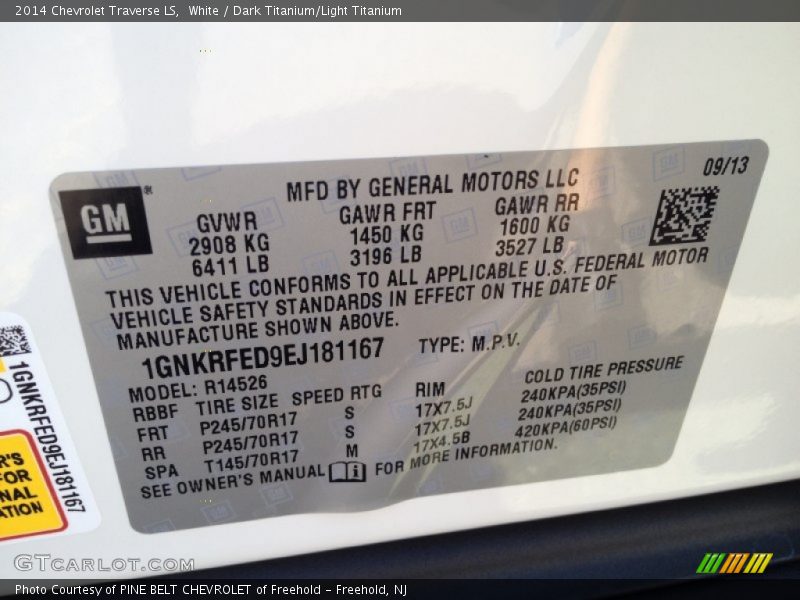 2014 Chevrolet Traverse LS,  White / Dark Titanium/Light Titanium
GM
MFD BY GENERAL MOTORS LLC
09/13
GVWR GAWR FRT GAWR RR
2908 KG 1450 KG 1600 KG
6411 LB 3196 LB 3527 LB
THIS VEHICLE CONFORMS TO ALL APPLICABLE U.S. FEDERAL MOTOR
VEHICLE SAFETY STANDARDS IN EFFECT ON THE DATE OF
MANUFACTURE SHOWN ABOVE.
1GNKRFED9EJ181167 TYPE: M.P.V.
MODEL: R14526
RBBF TIRE SIZE SPEED RTG RIM COLD TIRE PRESSURE
FRT P245/70R17 S 17X7.5J 240KPA(35PSI)
RR P245/70R17 S 17X7.5J 240KPA(35PSI)
SPA T145/70R17 M 17X4.5B 420KPA(60PSI)
SEE OWNER'S MANUAL FOR MORE INFORMATION.
1GNKRFED9EJ181167
R'S
FOR
NAL
ATION
GTCARLOT.COM
Photo Courtesy of PINE BELT CHEVROLET of Freehold – Freehold, NJ